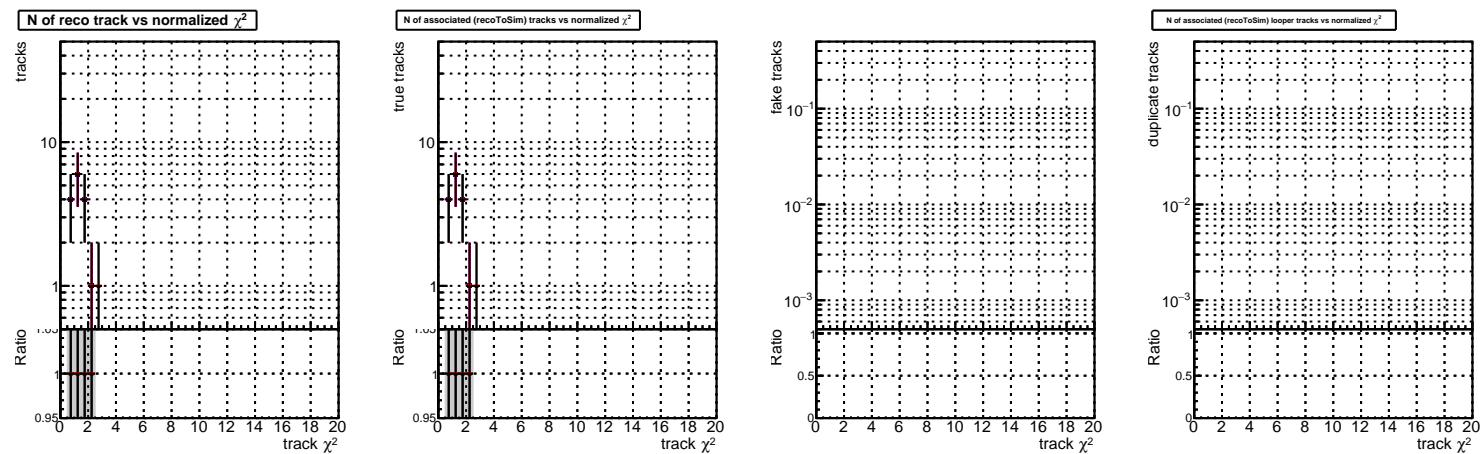 N of reco track vs normalized χ²
tracks
10
1
Ratio
1.05
1
0.95
0 2 4 6 8 10 12 14 16 18 20
track χ²
N of associated (recoToSim) tracks vs normalized χ²
true tracks
10
1
Ratio
1.05
1
0.95
0 2 4 6 8 10 12 14 16 18 20
track χ²
fake tracks
10⁻¹
10⁻²
10⁻³
Ratio
1
0.5
0
0 2 4 6 8 10 12 14 16 18 20
track χ²
N of associated (recoToSim) looper tracks vs normalized χ²
duplicate tracks
10⁻¹
10⁻²
10⁻³
Ratio
1
0.5
0
0 2 4 6 8 10 12 14 16 18 20
track χ²